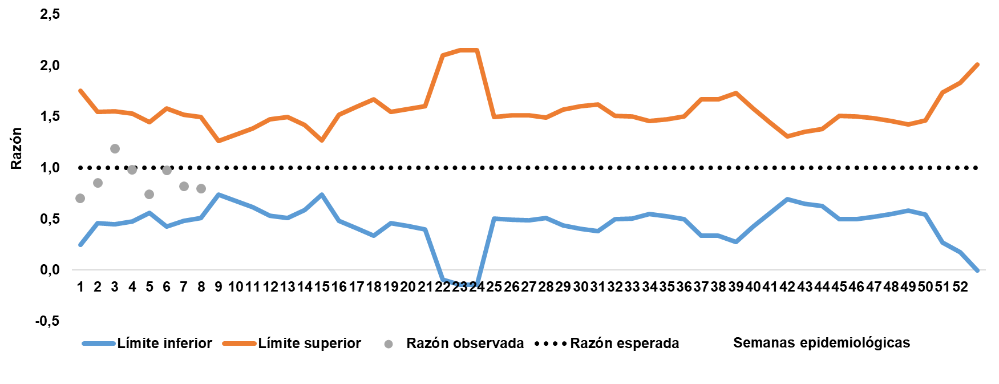 2,5
2,0
1,5
1,0
0,5
0,0
-0,5
Razón
1 2 3 4 5 6 7 8 9 10 11 12 13 14 15 16 17 18 19 20 21 22 23 24 25 26 27 28 29 30 31 32 33 34 35 36 37 38 39 40 41 42 43 44 45 46 47 48 49 50 51 52
Límite inferior Límite superior Razón observada Razón esperada Semanas epidemiológicas